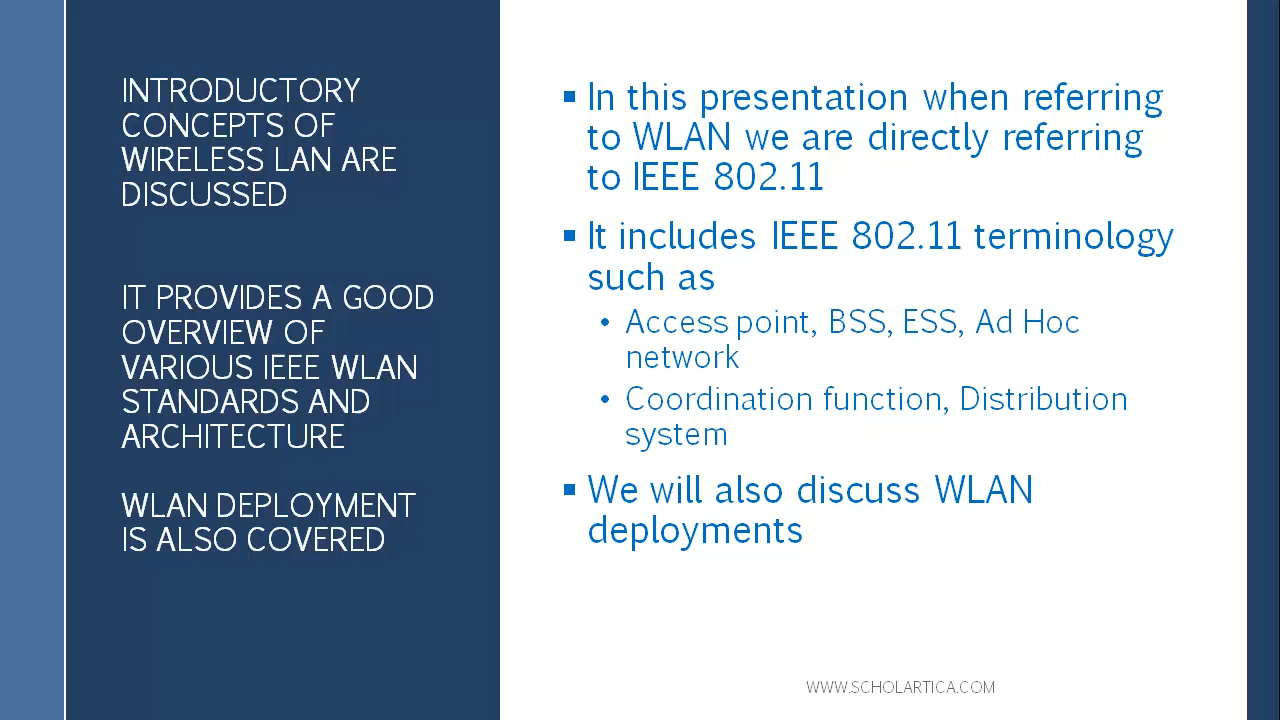 INTRODUCTORY
CONCEPTS OF
WIRELESS LAN ARE
DISCUSSED
IT PROVIDES A GOOD
OVERVIEW OF
VARIOUS IEEE WLAN
STANDARDS AND
ARCHITECTURE
WLAN DEPLOYMENT
IS ALSO COVERED
▪ In this presentation when referring
to WLAN we are directly referring
to IEEE 802.11
▪ It includes IEEE 802.11 terminology
such as
• Access point, BSS, ESS, Ad Hoc
network
• Coordination function, Distribution
system
▪ We will also discuss WLAN
deployments
WWW.SCHOLARTICA.COM